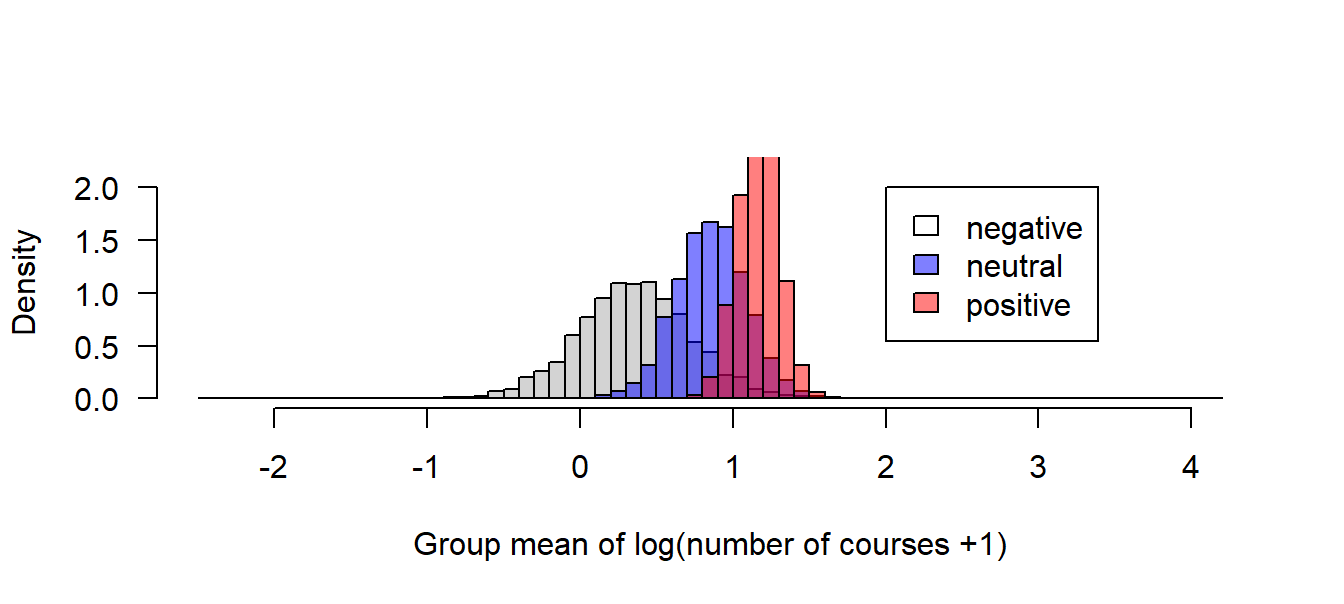 Density
2.0
1.5
1.0
0.5
0.0
negative
neutral
positive
-2 -1 0 1 2 3 4
Group mean of log(number of courses +1)